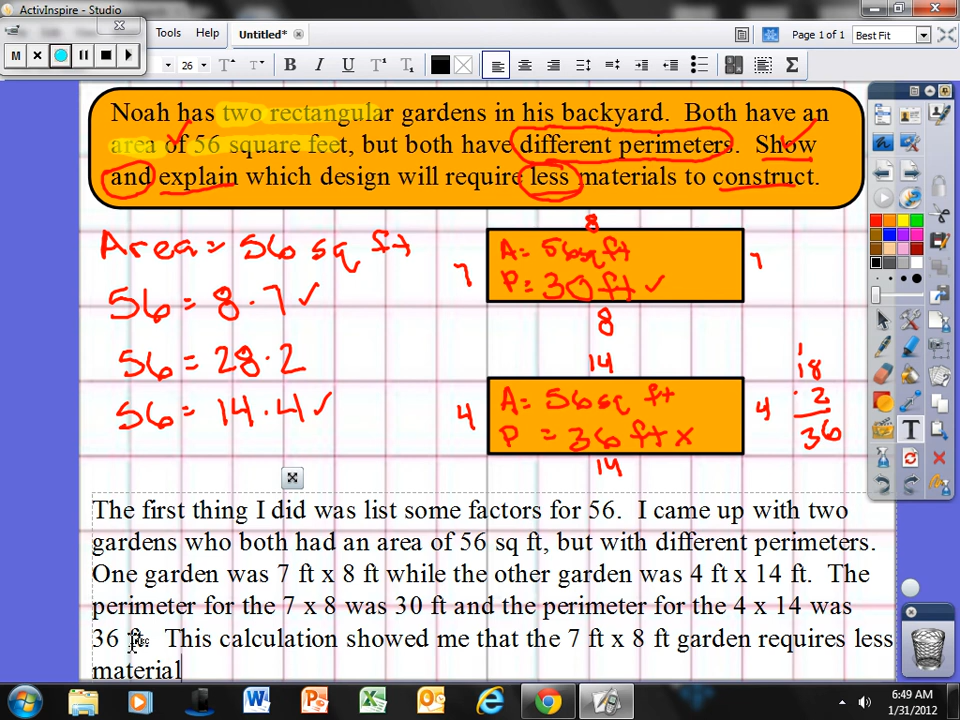 ActivInspire - Studio
Tools Help Untitled* Page 1 of 1 Best Fit
M
26 B I U
Noah has two rectangular gardens in his backyard. Both have an
area of 56 square feet, but both have different perimeters. Show
and explain which design will require less materials to construct.
Area = 56 sq ft
56 = 8 · 7 ✓
56 = 28 · 2
56 = 14 · 4 ✓
8
7
A = 56 sq ft
P = 30 ft ✓
7
8
14
4
A = 56 sq ft
P = 36 ft x
4
14
1
18
· 2
36
The first thing I did was list some factors for 56. I came up with two
gardens who both had an area of 56 sq ft, but with different perimeters.
One garden was 7 ft x 8 ft while the other garden was 4 ft x 14 ft. The
perimeter for the 7 x 8 was 30 ft and the perimeter for the 4 x 14 was
36 ft. This calculation showed me that the 7 ft x 8 ft garden requires less
material
6:49 AM
1/31/2012